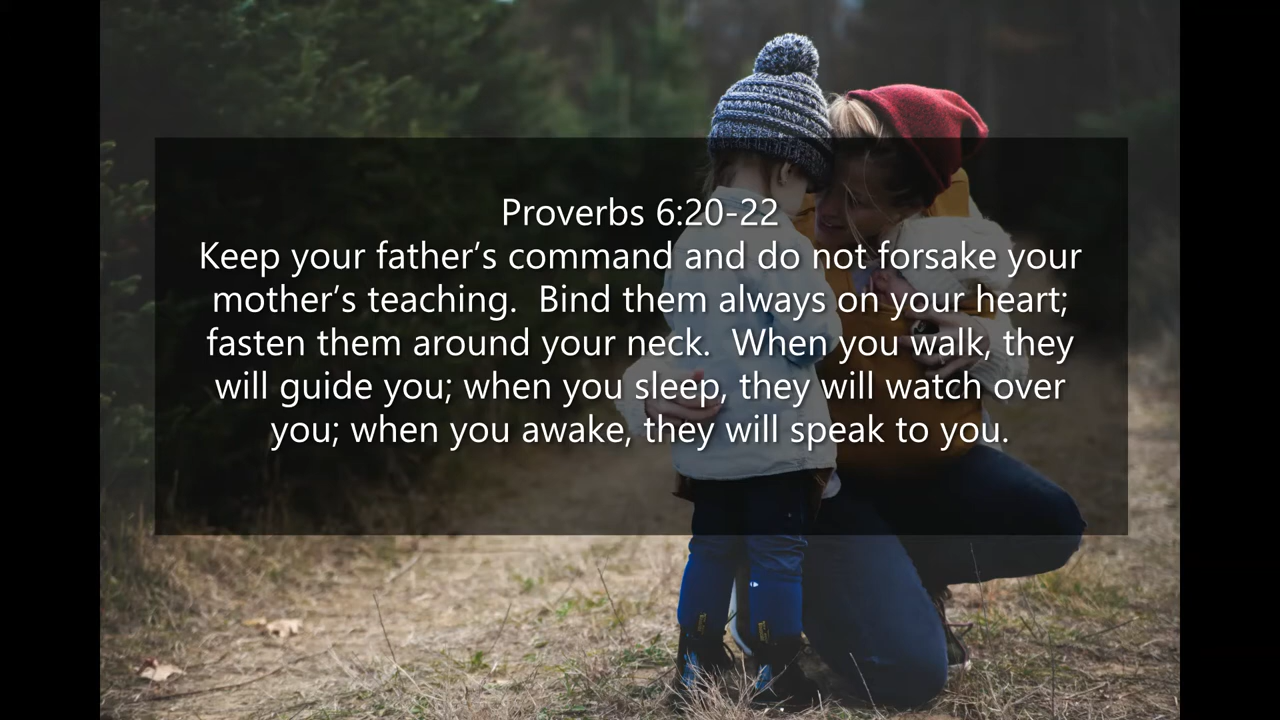 Proverbs 6:20-22
Keep your father’s command and do not forsake your
mother’s teaching.  Bind them always on your heart;
fasten them around your neck.  When you walk, they
will guide you; when you sleep, they will watch over
you; when you awake, they will speak to you.